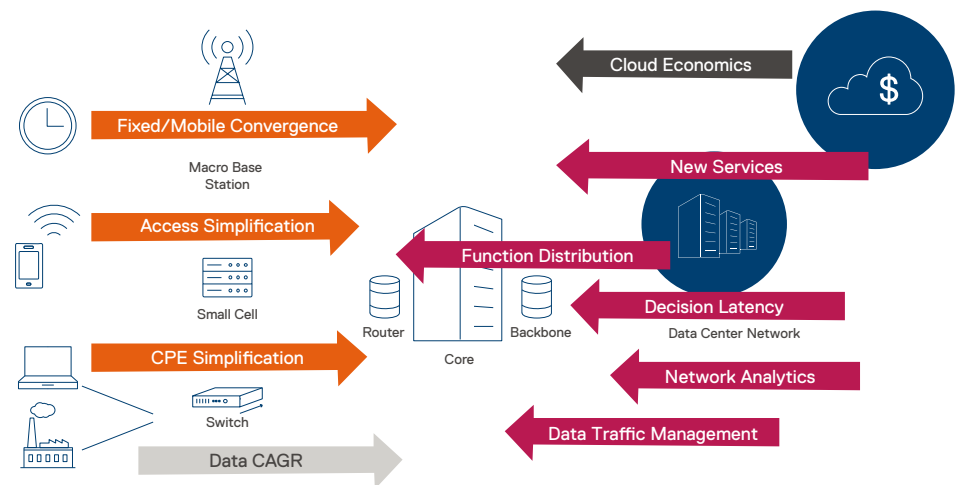 Cloud Economics
$
Fixed/Mobile Convergence
Macro Base
Station
New Services
Access Simplification
Function Distribution
Small Cell
Router
Backbone
Decision Latency
Data Center Network
Core
CPE Simplification
Network Analytics
Switch
Data Traffic Management
Data CAGR